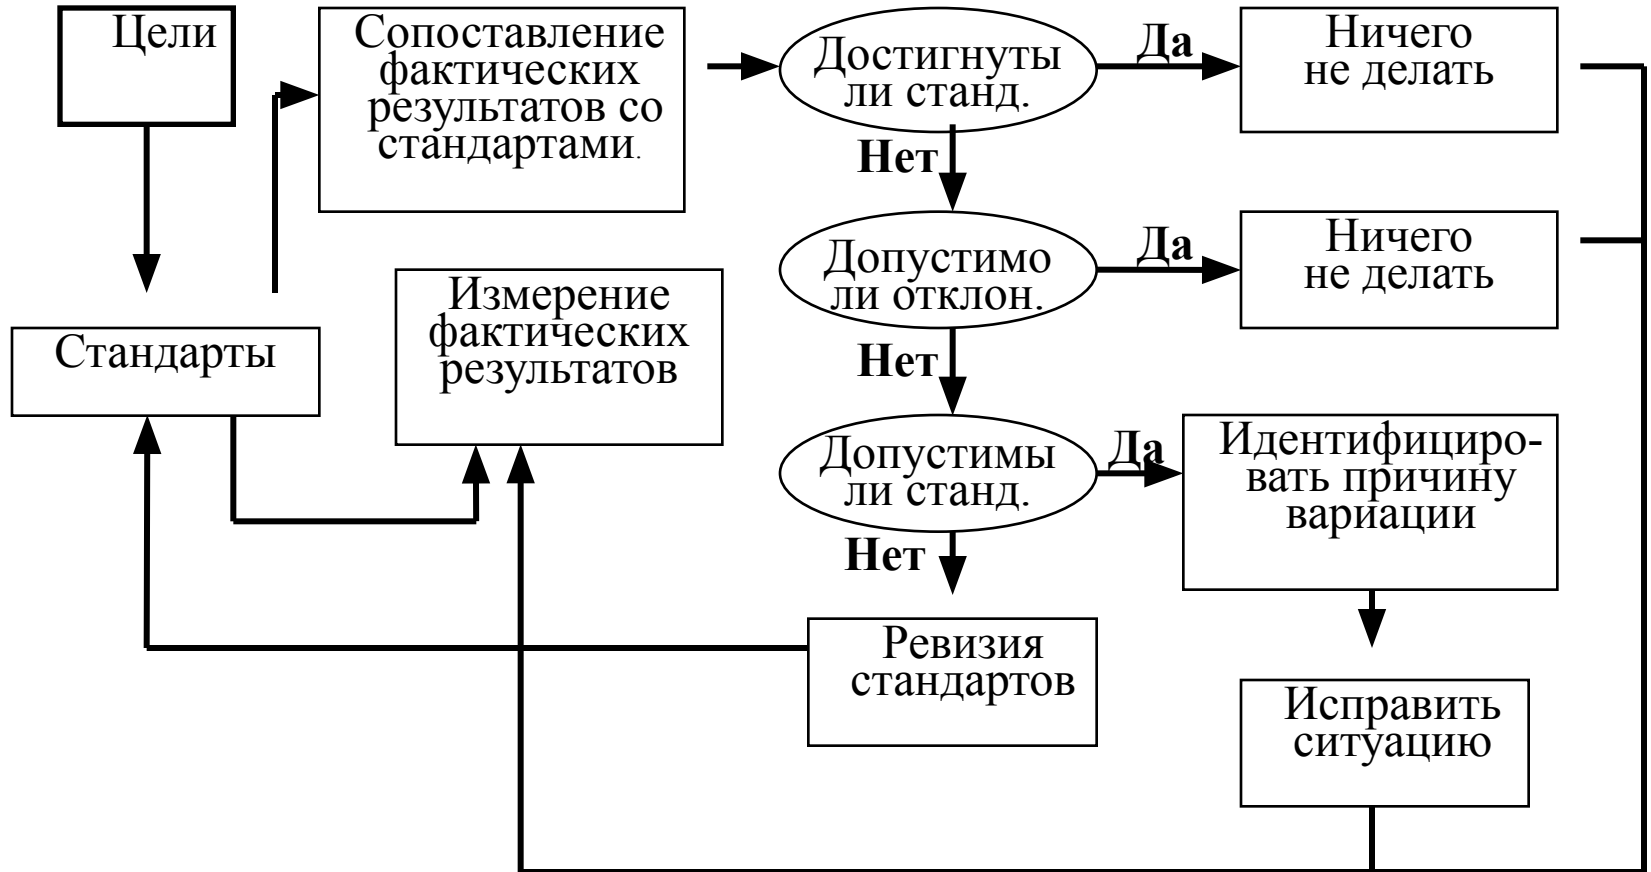 Цели
Сопоставление
фактических
результатов со
стандартами.
Достигнуты
ли станд.
Да
Ничего
не делать
Нет
Допустимо
ли отклон.
Да
Ничего
не делать
Измерение
фактических
результатов
Стандарты
Нет
Допустимы
ли станд.
Да
Идентифициро-
вать причину
вариации
Нет
Ревизия
стандартов
Исправить
ситуацию